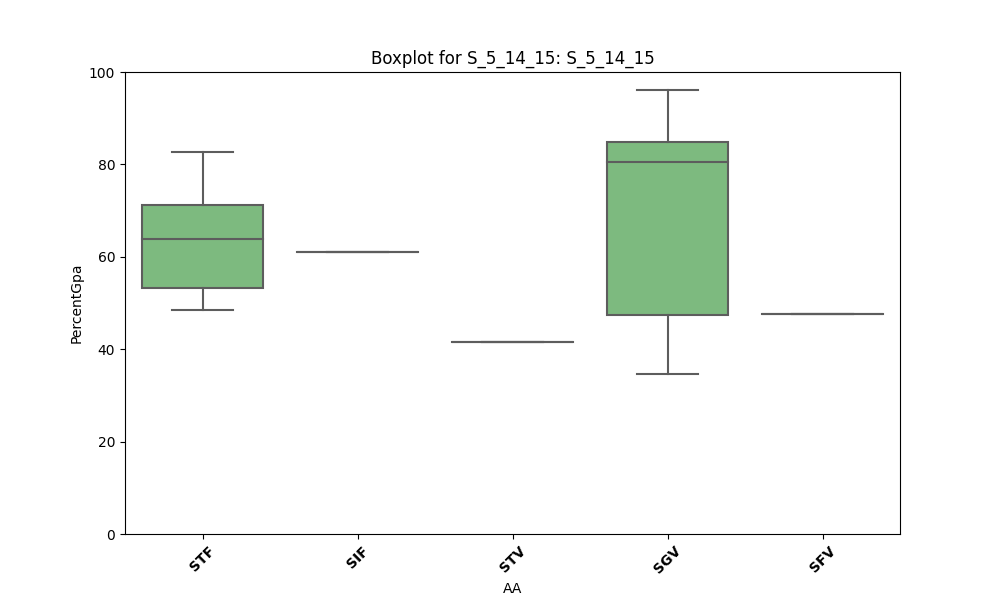 Boxplot for S_5_14_15: S_5_14_15
100
80
60
40
20
0
PercentGpa
STF
SIF
STV
SGV
SFV
AA